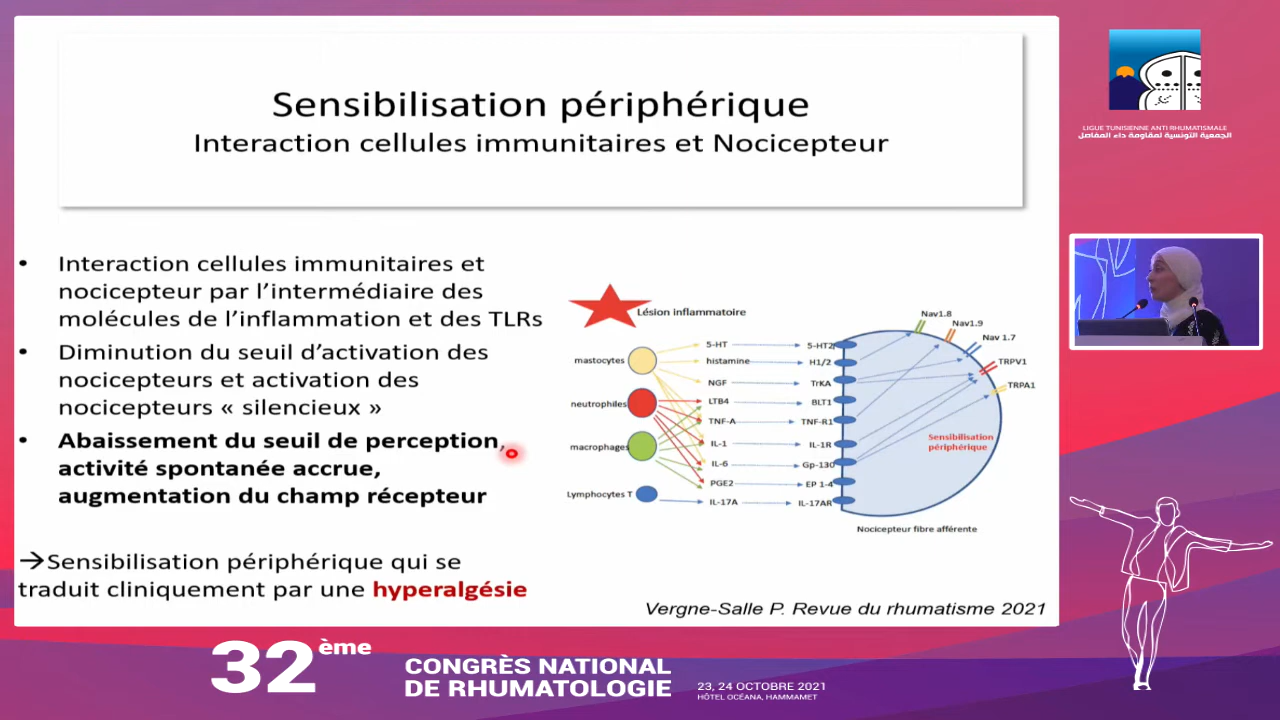 Sensibilisation périphérique
Interaction cellules immunitaires et Nocicepteur
• Interaction cellules immunitaires et
nocicepteur par l’intermédiaire des
molécules de l’inflammation et des TLRs
• Diminution du seuil d’activation des
nocicepteurs et activation des
nocicepteurs « silencieux »
• Abaissement du seuil de perception,
activité spontanée accrue,
augmentation du champ récepteur
→Sensibilisation périphérique qui se
traduit cliniquement par une hyperalgésie
Lésion inflammatoire
mastocytes
neutrophiles
macrophages
Lymphocytes T
5-HT
histamine
NGF
LTB4
TNF-A
IL-1
IL-6
PGE2
IL-17A
5-HT2
H1/2
TrKA
BLT1
TNF-R1
IL-1R
Gp-130
EP 1-4
IL-17AR
Nav1.8
Nav1.9
Nav 1.7
TRPV1
TRPA1
Sensibilisation
périphérique
Nocicepteur fibre afférente
Vergne-Salle P. Revue du rhumatisme 2021
LIGUE TUNISIENNE ANTI RHUMATISMALE
الجمعية التونسية لمقاومة داء المفاصل
32ème
CONGRÈS NATIONAL
DE RHUMATOLOGIE
23, 24 OCTOBRE 2021
HÔTEL OCÉANA, HAMMAMET